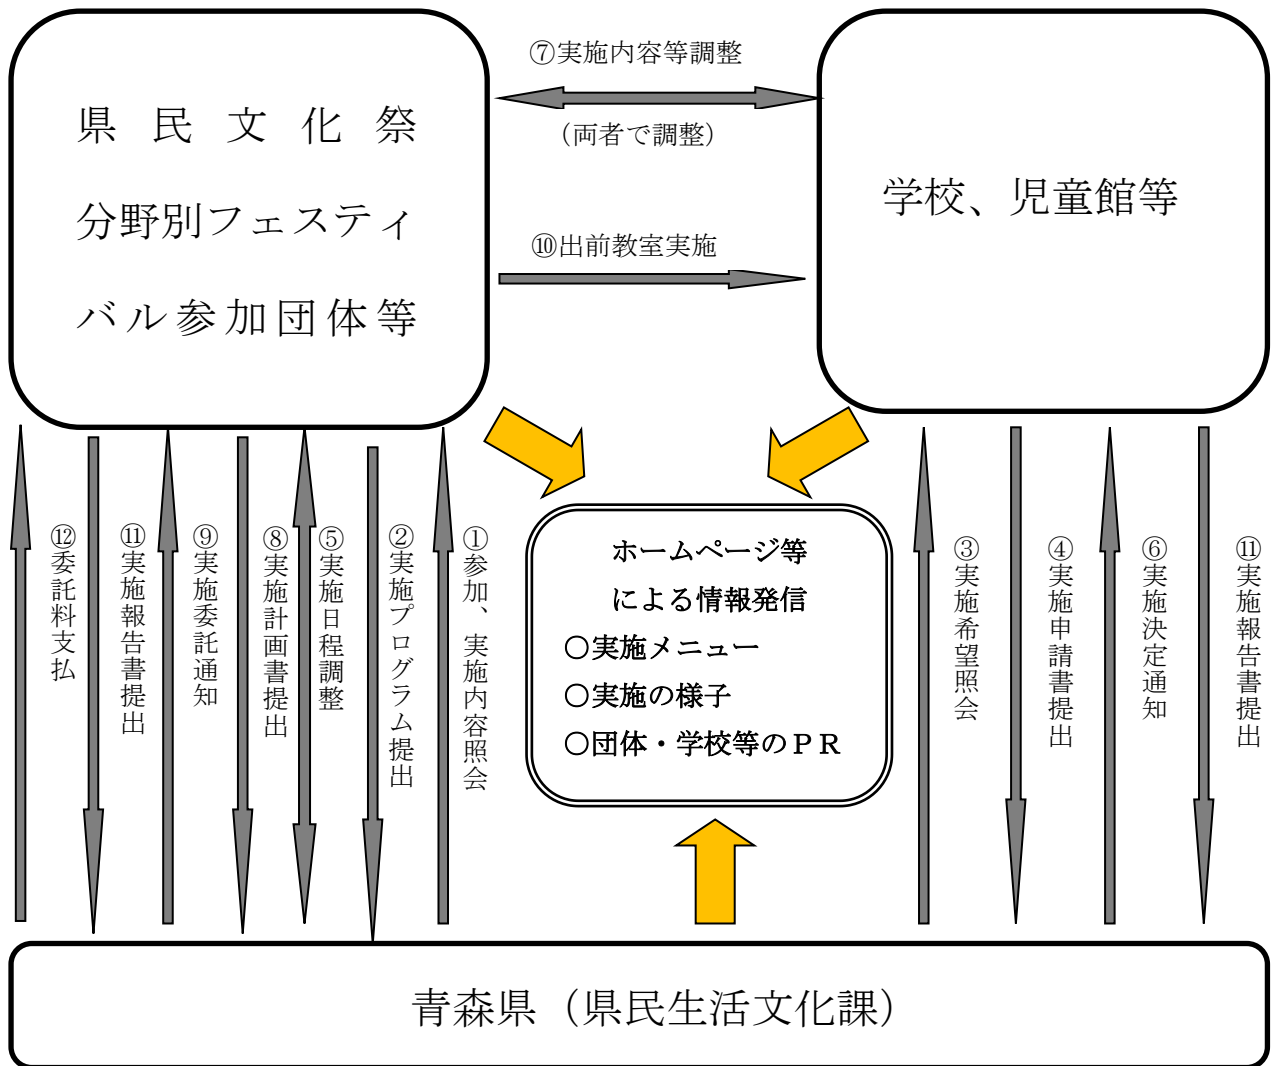 県民文化祭
分野別フェスティ
バル参加団体等
⑦実施内容等調整
(両者で調整)
⑩出前教室実施
学校、児童館等
⑫委託料支払
⑪実施報告書提出
⑨実施委託通知
⑧実施計画書提出
⑤実施日程調整
②実施プログラム提出
①参加、実施内容照会
ホームページ等
による情報発信
○実施メニュー
○実施の様子
○団体・学校等のPR
③実施希望照会
④実施申請書提出
⑥実施決定通知
⑪実施報告書提出
青森県(県民生活文化課)